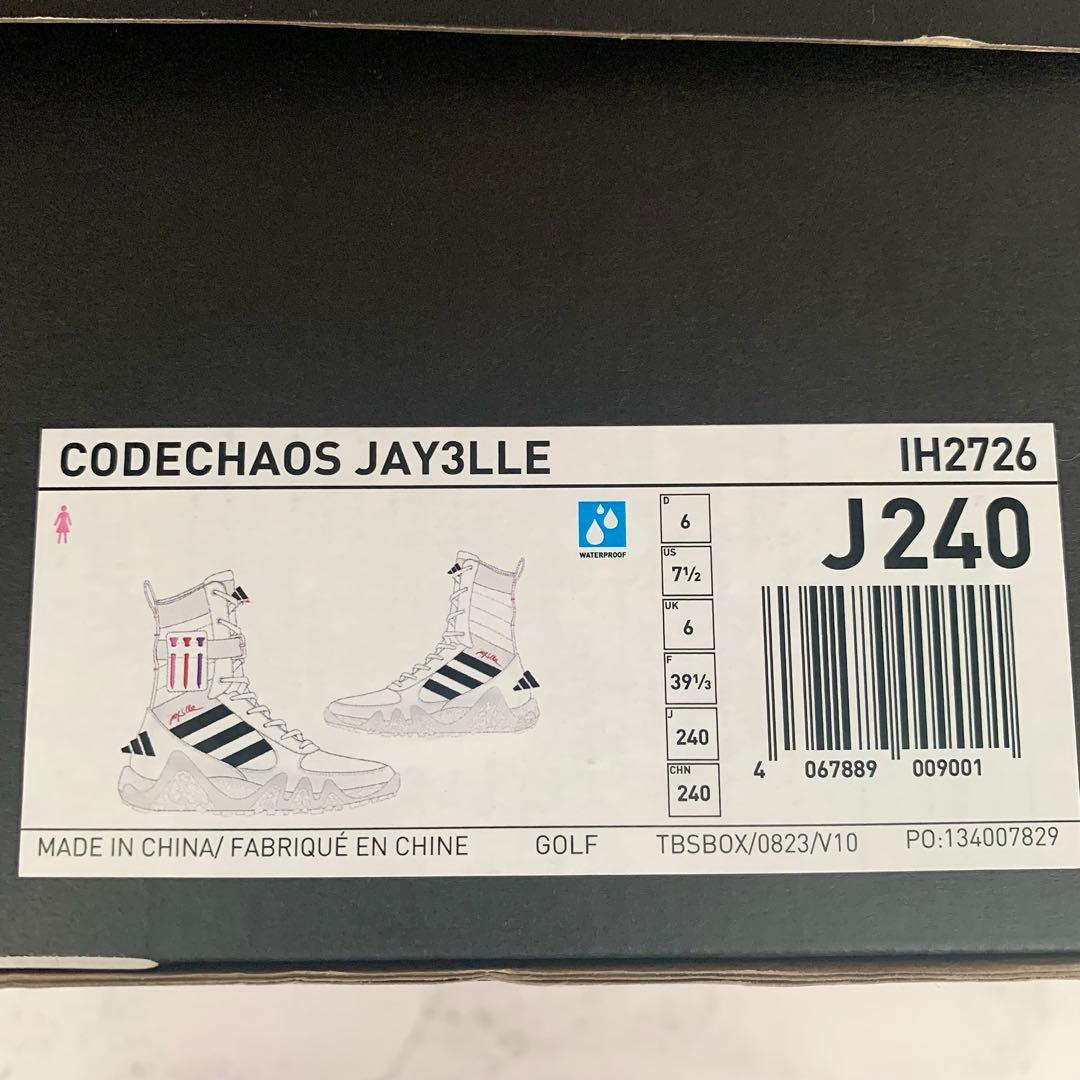 CODECHAOS JAY3LLE
IH2726
WATERPROOF
D
6
US
7½
UK
6
F
39⅓
J
240
CHN
240
J 240
4 067889 009001
MADE IN CHINA/ FABRIQUÉ EN CHINE
GOLF
TBSBOX/0823/V10
PO:134007829